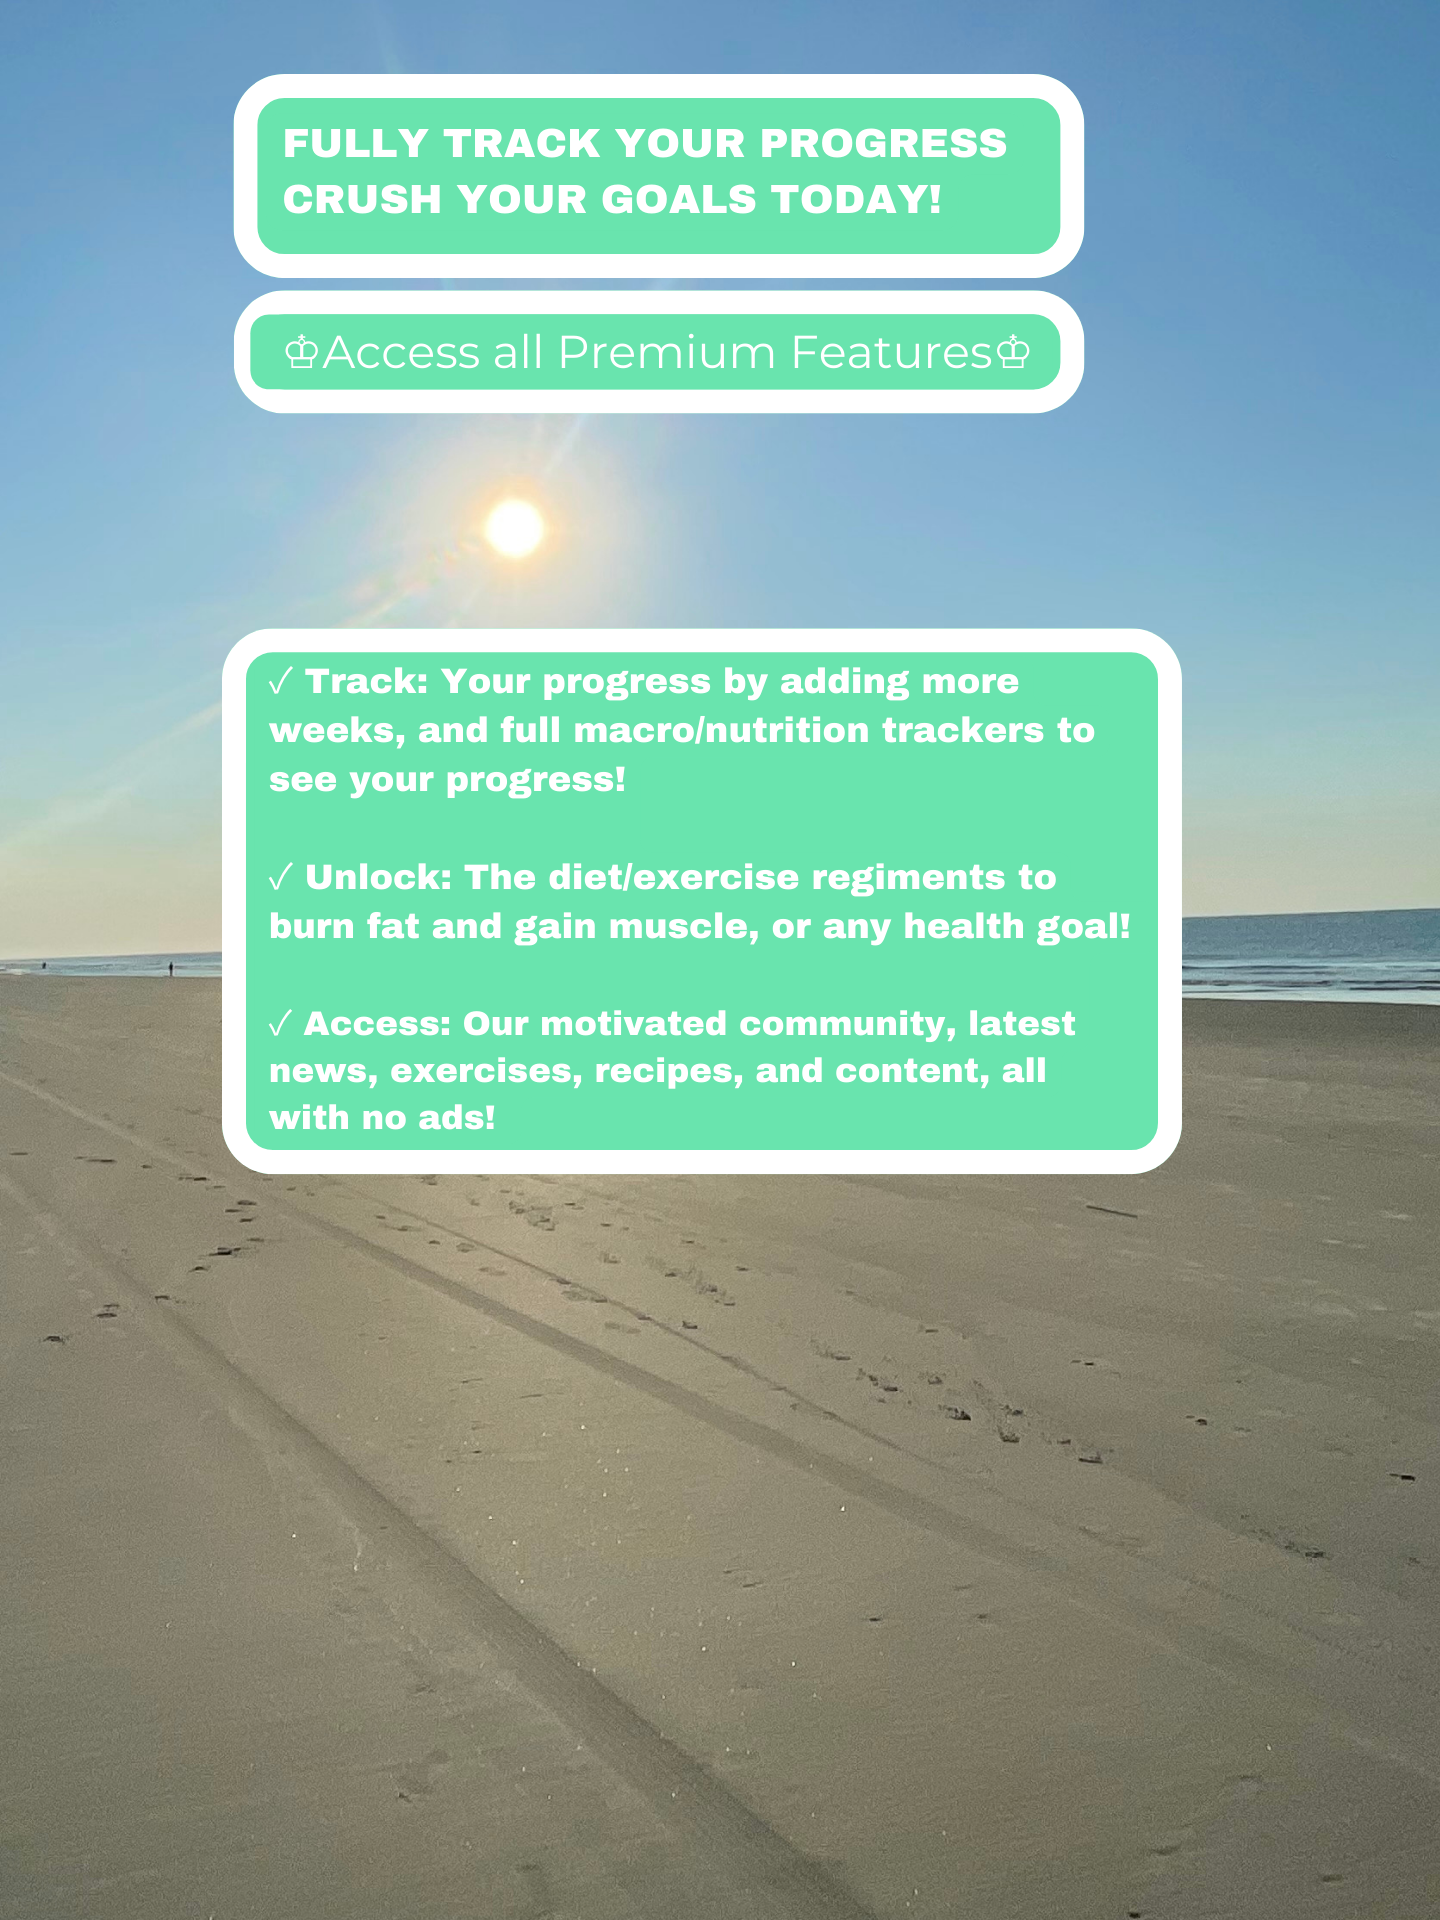 FULLY TRACK YOUR PROGRESS
CRUSH YOUR GOALS TODAY!
♔Access all Premium Features♔
✓ Track: Your progress by adding more
weeks, and full macro/nutrition trackers to
see your progress!
✓ Unlock: The diet/exercise regiments to
burn fat and gain muscle, or any health goal!
✓ Access: Our motivated community, latest
news, exercises, recipes, and content, all
with no ads!